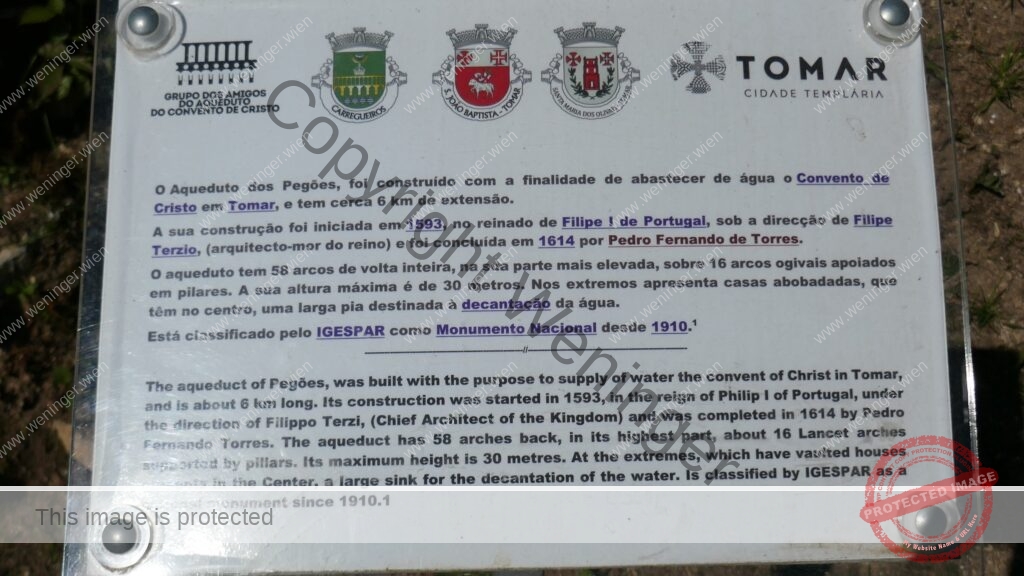 GRUPO DOS AMIGOS
DO AQUEDUTO
DO CONVENTO DE CRISTO
CARREGUEIROS
S. JOÃO BAPTISTA - TOMAR
SANTA MARIA DOS OLIVAIS
TOMAR
CIDADE TEMPLÁRIA
O Aqueduto dos Pegões, foi construído com a finalidade de abastecer de água o Convento de
Cristo em Tomar, e tem cerca 6 km de extensão.
A sua construção foi iniciada em 1593, no reinado de Filipe I de Portugal, sob a direcção de Filipe
Terzio, (arquitecto-mor do reino) e foi concluída em 1614 por Pedro Fernando de Torres.
O aqueduto tem 58 arcos de volta inteira, na sua parte mais elevada, sobre 16 arcos ogivais apoiados
em pilares. A sua altura máxima é de 30 metros. Nos extremos apresenta casas abobadadas, que
têm no centro, uma larga pia destinada à decantação da água.
Está classificado pelo IGESPAR como Monumento Nacional desde 1910.¹
The aqueduct of Pegões, was built with the purpose to supply of water the convent of Christ in Tomar,
and is about 6 km long. Its construction was started in 1593, in the reign of Philip I of Portugal, under
the direction of Filippo Terzi, (Chief Architect of the Kingdom) and was completed in 1614 by Pedro
Fernando Torres. The aqueduct has 58 arches back, in its highest part, about 16 Lancet arches
supported by pillars. Its maximum height is 30 metres. At the extremes, which have vaulted houses
in the Center, a large sink for the decantation of the water. Is classified by IGESPAR as a
monument since 1910.1
This image is protected
Copyright Weninger
www.weninger.wien
PROTECTED IMAGE